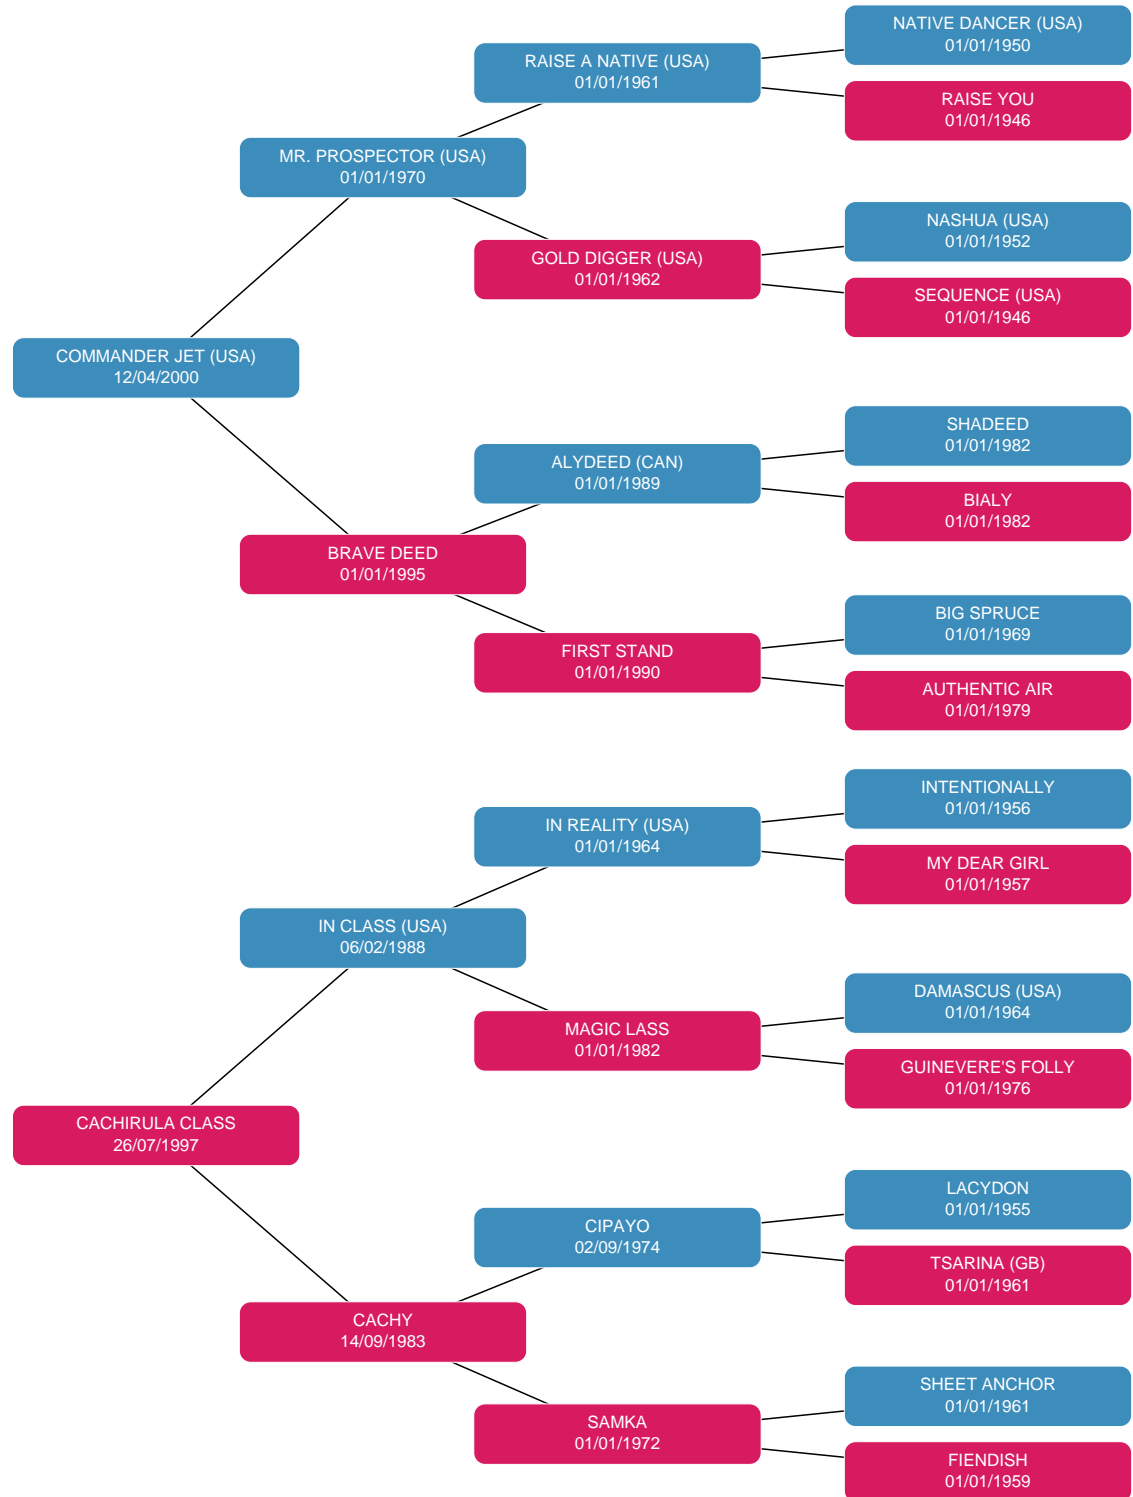 NATIVE DANCER (USA)
01/01/1950
RAISE A NATIVE (USA)
01/01/1961
RAISE YOU
01/01/1946
MR. PROSPECTOR (USA)
01/01/1970
NASHUA (USA)
01/01/1952
GOLD DIGGER (USA)
01/01/1962
SEQUENCE (USA)
01/01/1946
COMMANDER JET (USA)
12/04/2000
SHADEED
01/01/1982
ALYDEED (CAN)
01/01/1989
BIALY
01/01/1982
BRAVE DEED
01/01/1995
BIG SPRUCE
01/01/1969
FIRST STAND
01/01/1990
AUTHENTIC AIR
01/01/1979
INTENTIONALLY
01/01/1956
IN REALITY (USA)
01/01/1964
MY DEAR GIRL
01/01/1957
IN CLASS (USA)
06/02/1988
DAMASCUS (USA)
01/01/1964
MAGIC LASS
01/01/1982
GUINEVERE'S FOLLY
01/01/1976
CACHIRULA CLASS
26/07/1997
LACYDON
01/01/1955
CIPAYO
02/09/1974
TSARINA (GB)
01/01/1961
CACHY
14/09/1983
SHEET ANCHOR
01/01/1961
SAMKA
01/01/1972
FIENDISH
01/01/1959